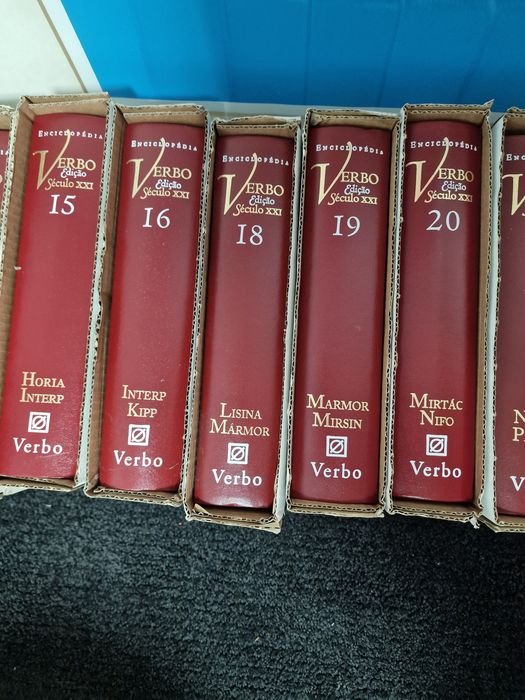 ENCICLOPÉDIA
VERBO
Edição
Século XXI
15
HORIA
INTERP
Verbo
ENCICLOPÉDIA
VERBO
Edição
Século XXI
16
INTERP
KIPP
Verbo
ENCICLOPÉDIA
VERBO
Edição
Século XXI
18
LISINA
MÁRMOR
Verbo
ENCICLOPÉDIA
VERBO
Edição
Século XXI
19
MARMOR
MIRSIN
Verbo
ENCICLOPÉDIA
VERBO
Edição
Século XXI
20
MIRTÁC
NIFO
Verbo